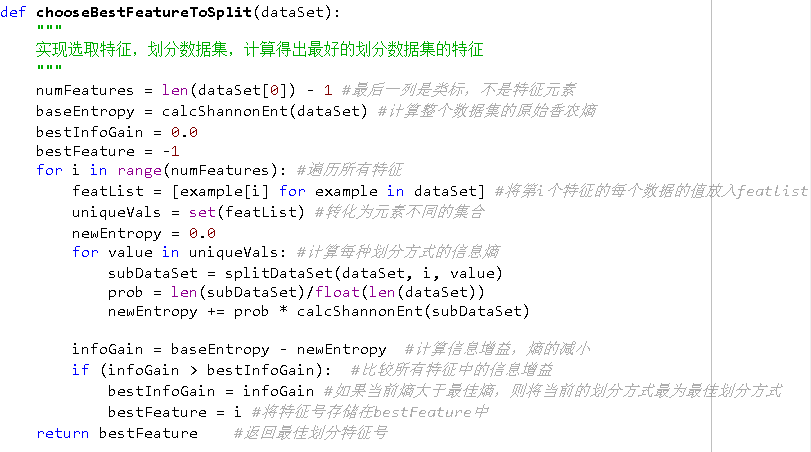 def chooseBestFeatureToSplit(dataSet):
    """
    实现选取特征，划分数据集，计算得出最好的划分数据集的特征
    """
    numFeatures = len(dataSet[0]) - 1 #最后一列是类标，不是特征元素
    baseEntropy = calcShannonEnt(dataSet) #计算整个数据集的原始香农熵
    bestInfoGain = 0.0
    bestFeature = -1
    for i in range(numFeatures): #遍历所有特征
        featList = [example[i] for example in dataSet] #将第i个特征的每个数据的值放入featList
        uniqueVals = set(featList) #转化为元素不同的集合
        newEntropy = 0.0
        for value in uniqueVals: #计算每种划分方式的信息熵
            subDataSet = splitDataSet(dataSet, i, value)
            prob = len(subDataSet)/float(len(dataSet))
            newEntropy += prob * calcShannonEnt(subDataSet)
        infoGain = baseEntropy - newEntropy  #计算信息增益，熵的减小
        if (infoGain > bestInfoGain):  #比较所有特征中的信息增益
            bestInfoGain = infoGain #如果当前熵大于最佳熵，则将当前的划分方式最为最佳划分方式
            bestFeature = i #将特征号存储在bestFeature中
    return bestFeature    #返回最佳划分特征号